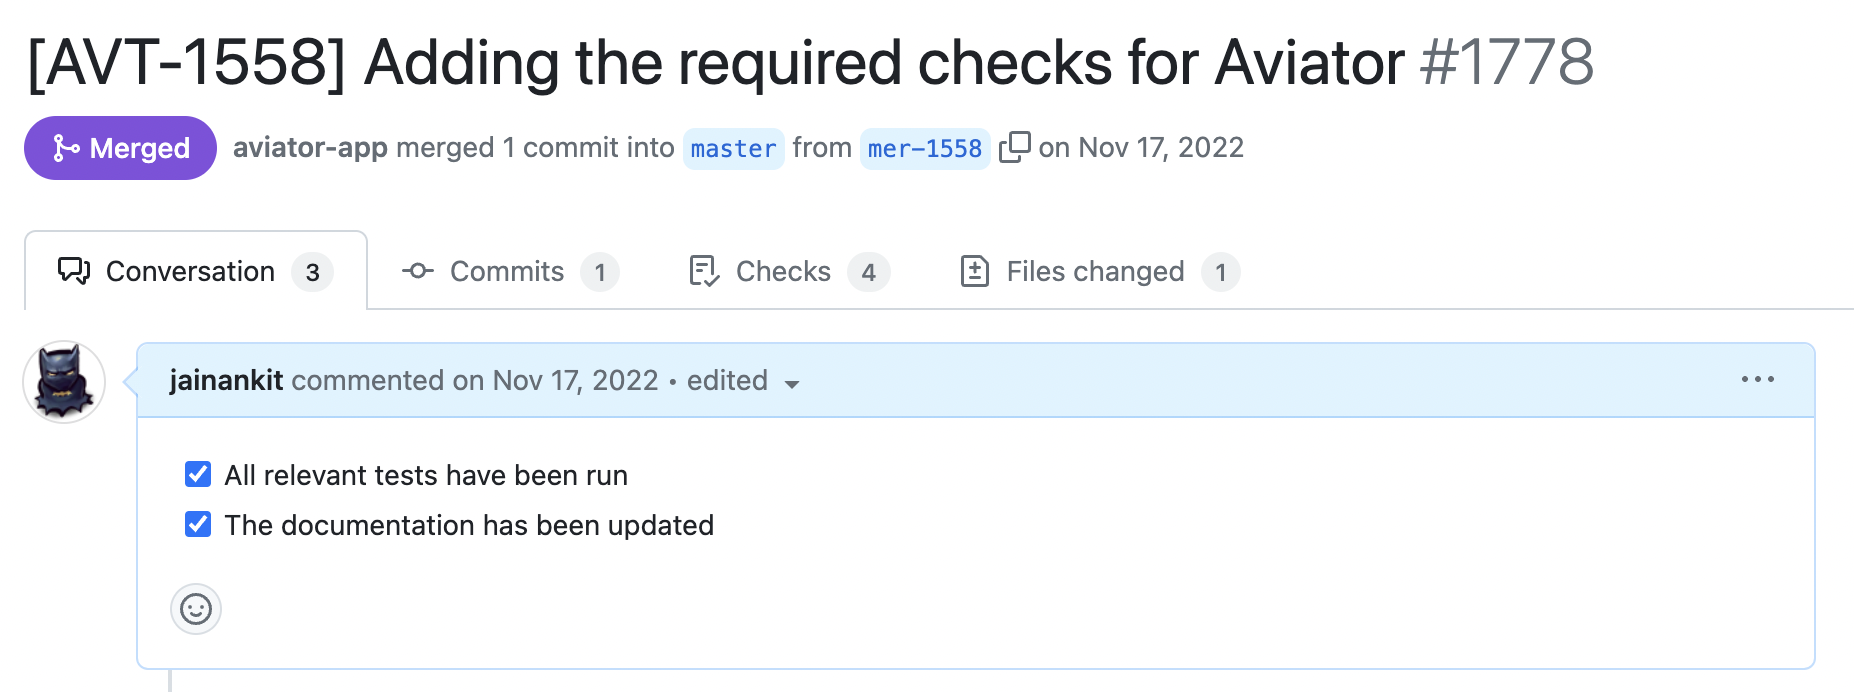 [AVT-1558] Adding the required checks for Aviator #1778
Merged aviator-app merged 1 commit into master from mer-1558 on Nov 17, 2022
Conversation 3 Commits 1 Checks 4 Files changed 1
jainankit commented on Nov 17, 2022 • edited
All relevant tests have been run
The documentation has been updated